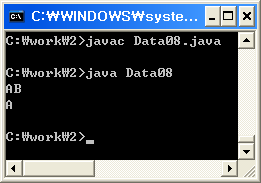 C:₩WINDOWS₩syste...
C:₩work₩2>javac Data08.java
C:₩work₩2>java Data08
AB
A
C:₩work₩2>_